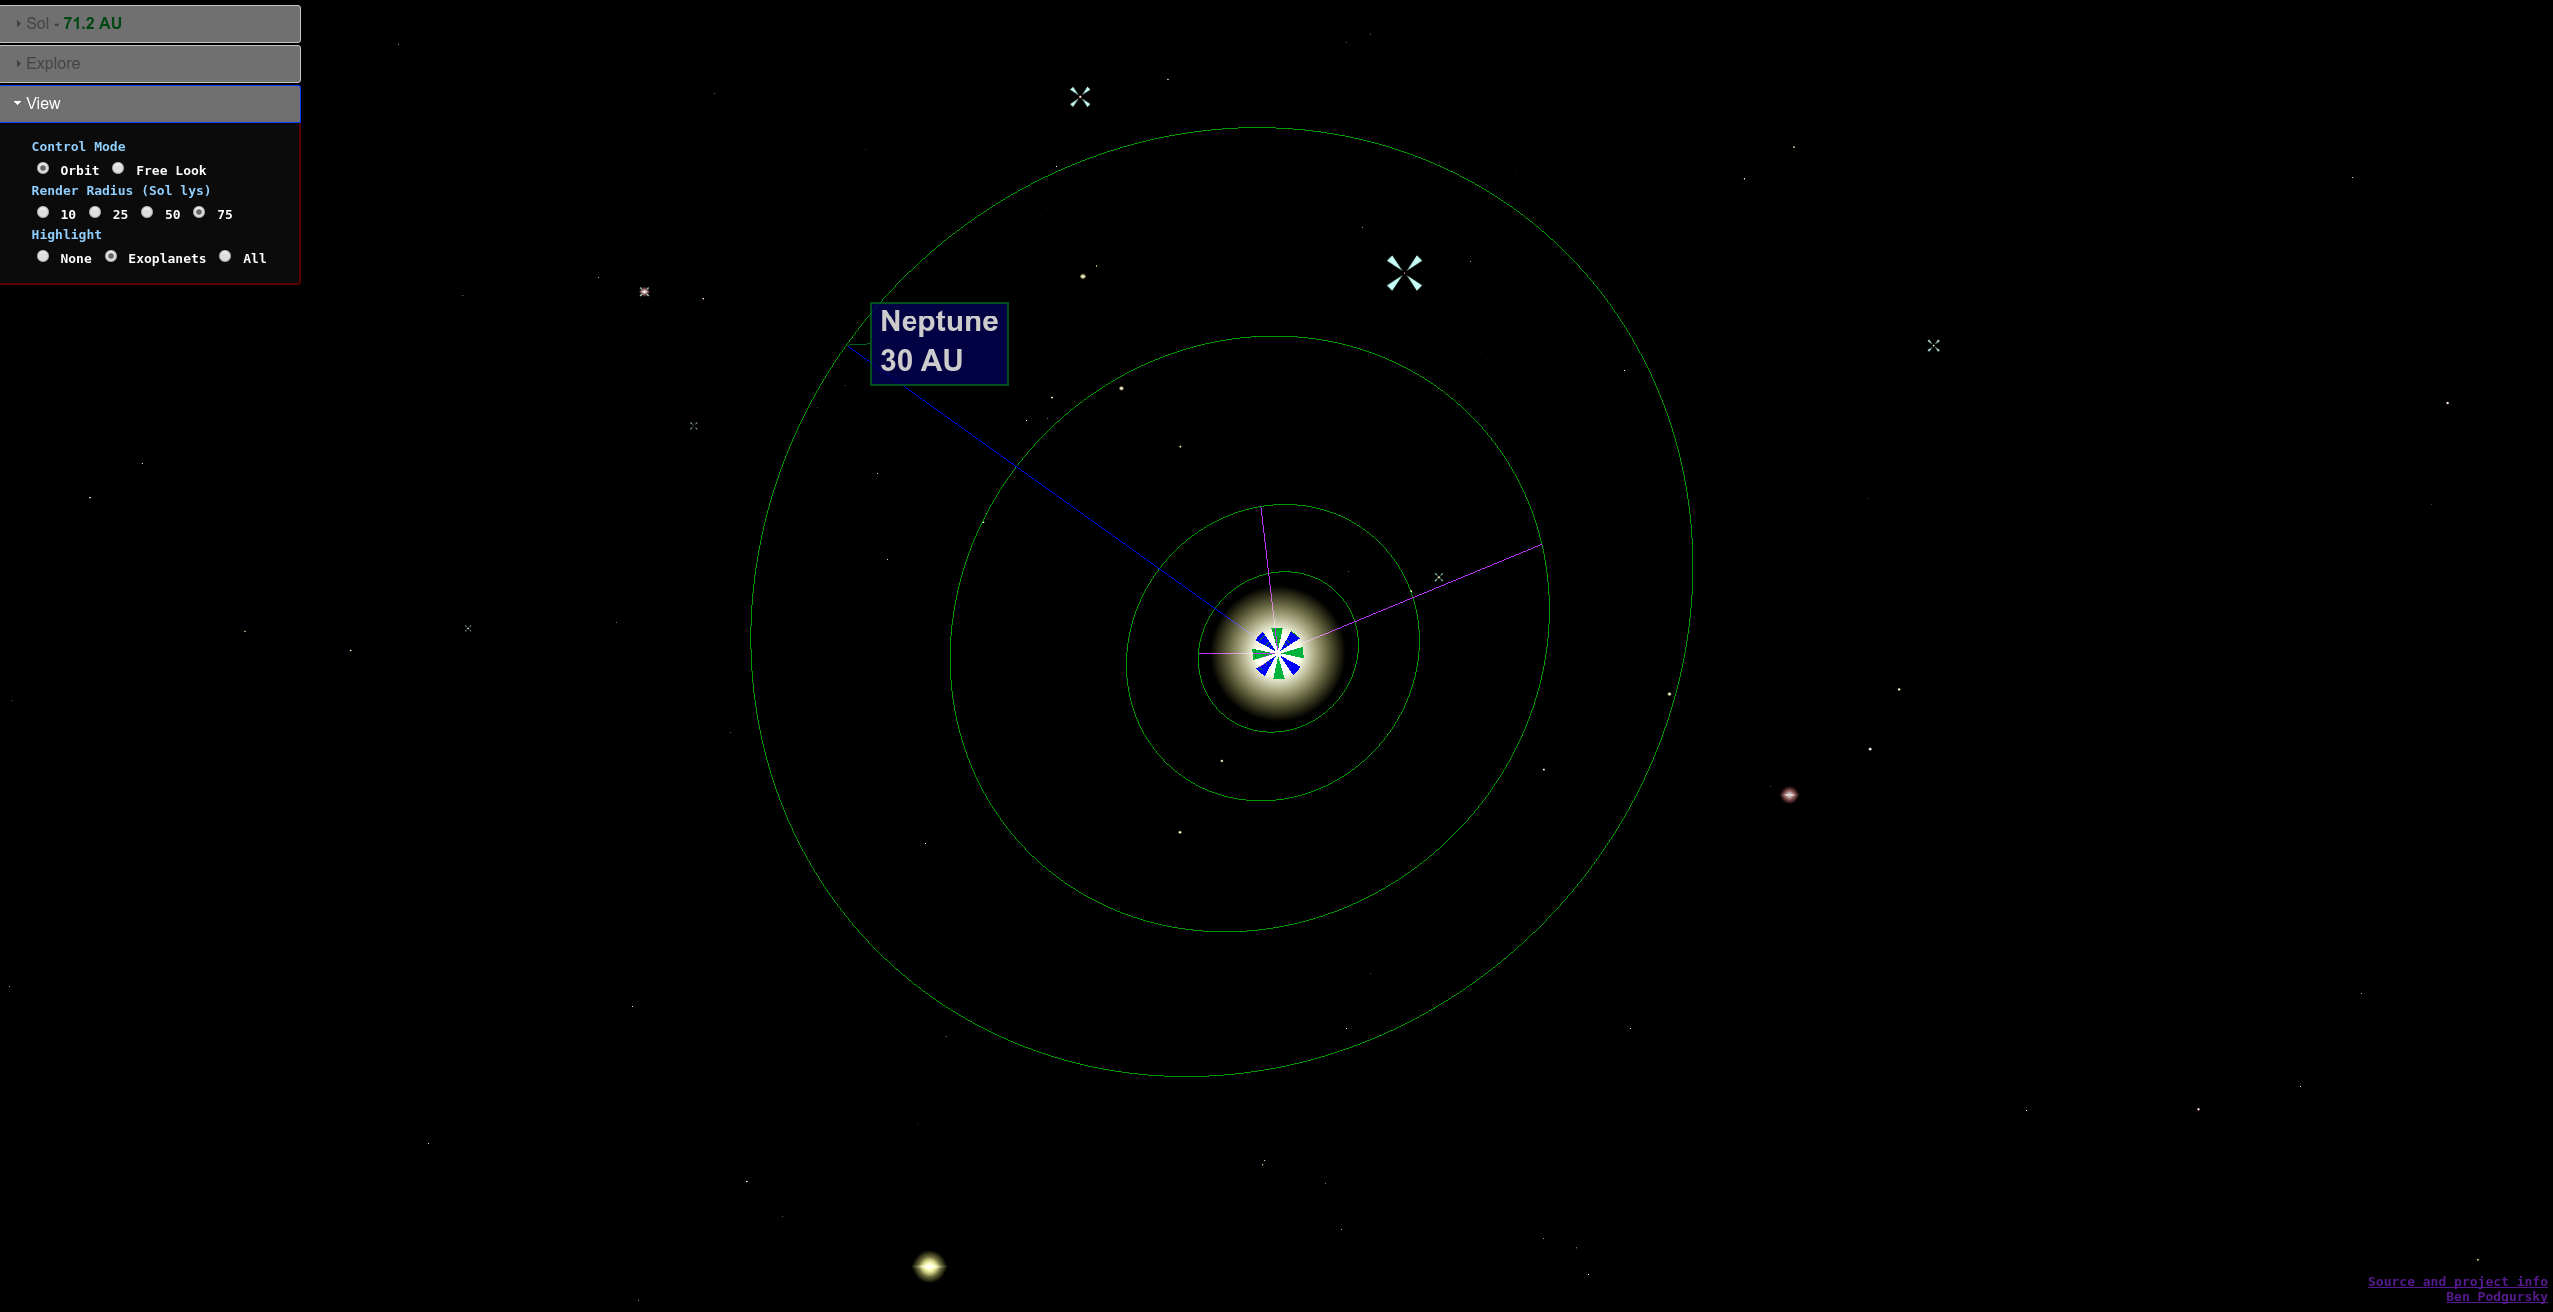 Sol - 71.2 AU
Explore
View
Control Mode
Orbit Free Look
Render Radius (Sol lys)
10 25 50 75
Highlight
None Exoplanets All
Neptune
30 AU
Source and project info
Ben Podgursky